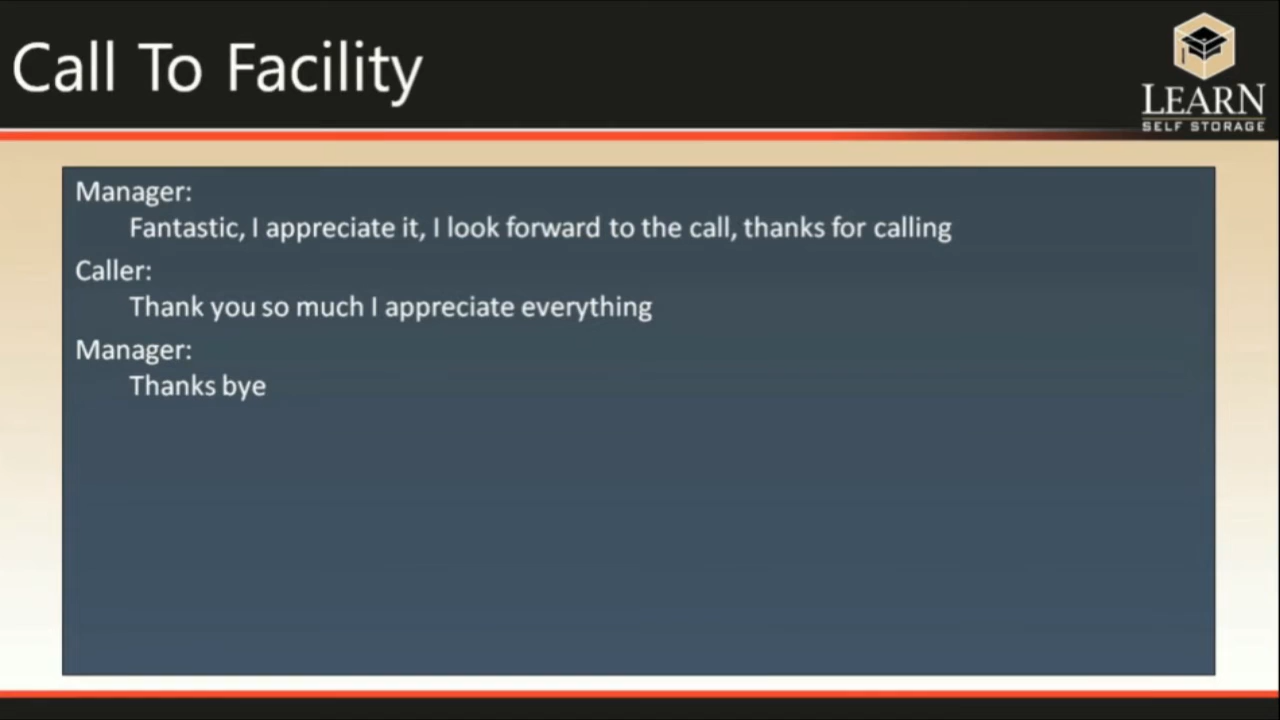 Call To Facility
LEARN
SELF STORAGE
Manager:
Fantastic, I appreciate it, I look forward to the call, thanks for calling
Caller:
Thank you so much I appreciate everything
Manager:
Thanks bye